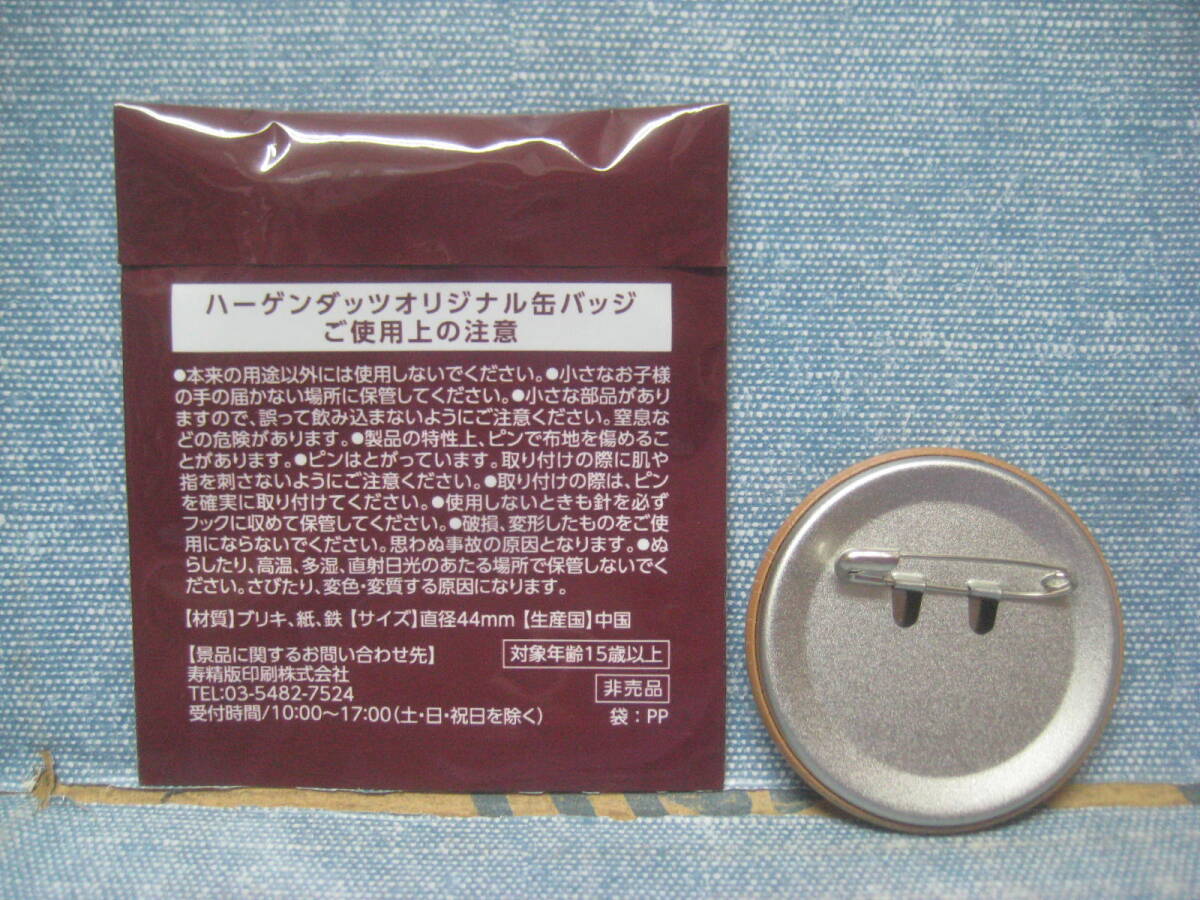 ハーゲンダッツオリジナル缶バッジ
ご使用上の注意
●本来の用途以外には使用しないでください。●小さなお子様
の手の届かない場所に保管してください。●小さな部品があり
ますので、誤って飲み込まないようにご注意ください。窒息な
どの危険があります。●製品の特性上、ピンで布地を傷めるこ
とがあります。●ピンはとがっています。取り付けの際に肌や
指を刺さないようにご注意ください。●取り付けの際は、ピン
を確実に取り付けてください。●使用しないときも針を必ず
フックに収めて保管してください。●破損、変形したものをご使
用にならないでください。思わぬ事故の原因となります。●ぬ
らしたり、高温、多湿、直射日光のあたる場所で保管しないでく
ださい。さびたり、変色・変質する原因になります。
【材質】ブリキ、紙、鉄【サイズ】直径44mm【生産国】中国
【景品に関するお問い合わせ先】
寿精版印刷株式会社
TEL:03-5482-7524
受付時間/10:00～17:00(土・日・祝日を除く)
対象年齢15歳以上
非売品
袋：PP